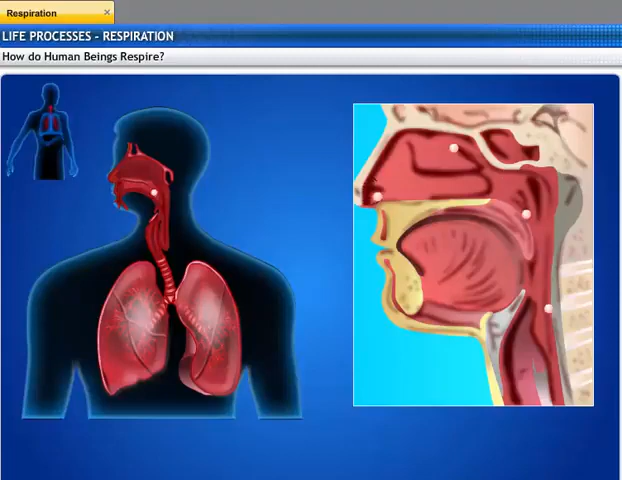 Respiration
LIFE PROCESSES - RESPIRATION
How do Human Beings Respire?